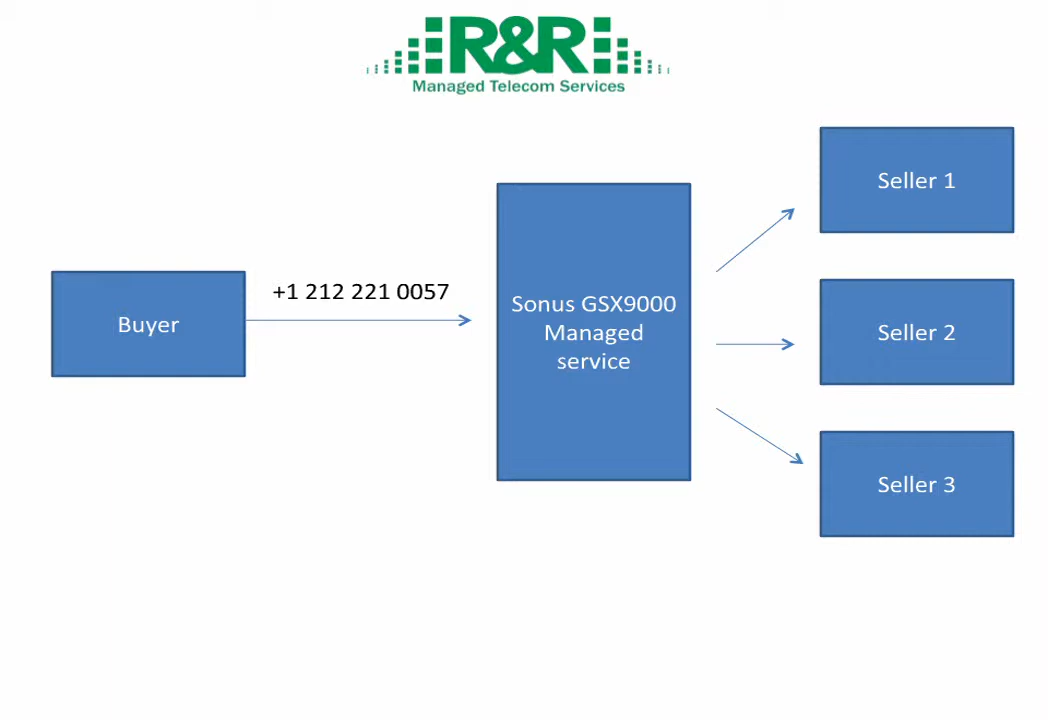 R&R
Managed Telecom Services
Seller 1
+1 212 221 0057
Buyer
Sonus GSX9000
Managed
service
Seller 2
Seller 3